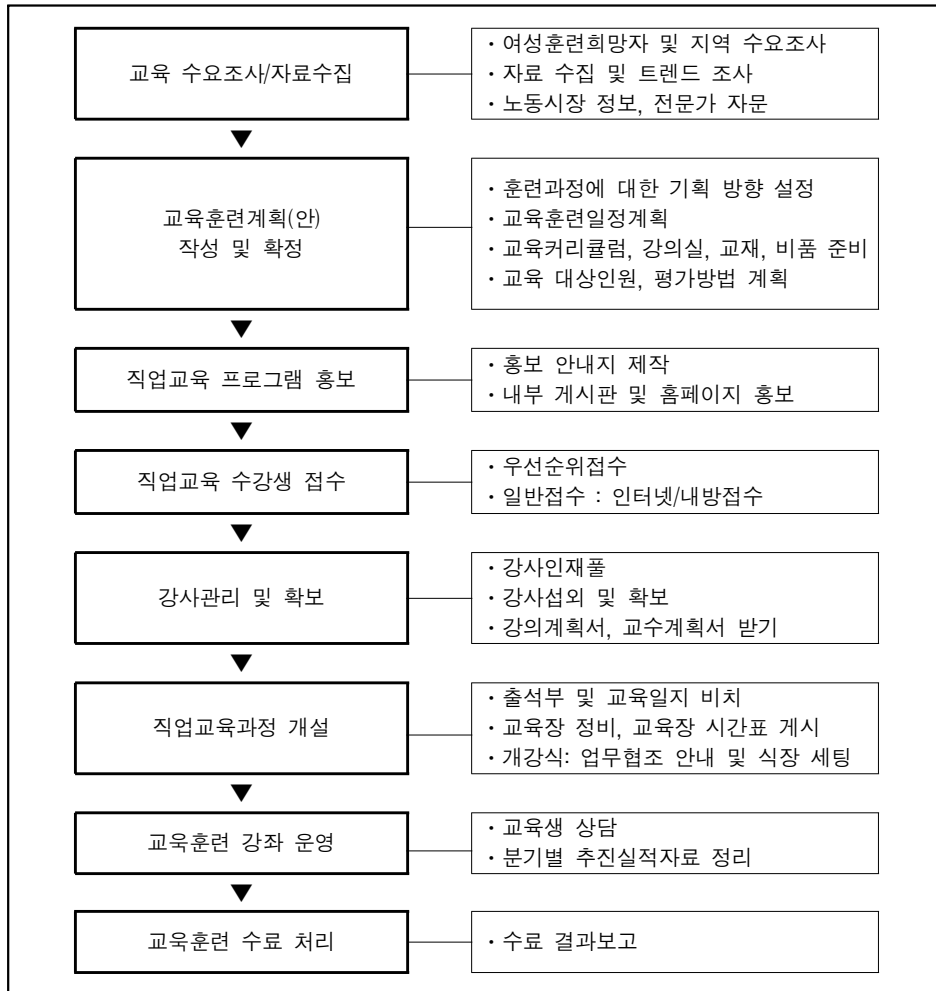 교육 수요조사/자료수집
· 여성훈련희망자 및 지역 수요조사
· 자료 수집 및 트렌드 조사
· 노동시장 정보, 전문가 자문
▼
교육훈련계획(안)
작성 및 확정
· 훈련과정에 대한 기획 방향 설정
· 교육훈련일정계획
· 교육커리큘럼, 강의실, 교재, 비품 준비
· 교육 대상인원, 평가방법 계획
▼
직업교육 프로그램 홍보
· 홍보 안내지 제작
· 내부 게시판 및 홈페이지 홍보
▼
직업교육 수강생 접수
· 우선순위접수
· 일반접수 : 인터넷/내방접수
▼
강사관리 및 확보
· 강사인재풀
· 강사섭외 및 확보
· 강의계획서, 교수계획서 받기
▼
직업교육과정 개설
· 출석부 및 교육일지 비치
· 교육장 정비, 교육장 시간표 게시
· 개강식: 업무협조 안내 및 식장 세팅
▼
교욱훈련 강좌 운영
· 교육생 상담
· 분기별 추진실적자료 정리
▼
교욱훈련 수료 처리
· 수료 결과보고